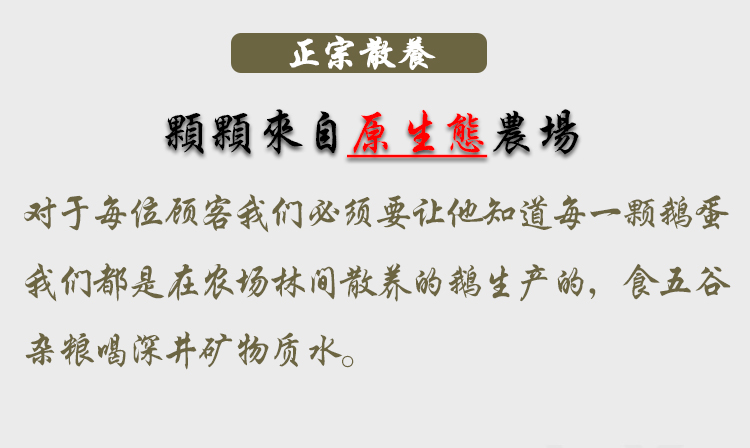 正宗散養
顆顆來自原生態農場
对于每位顾客我们必须要让他知道每一颗鹅蛋
我们都是在农场林间散养的鹅生产的，食五谷
杂粮喝深井矿物质水。